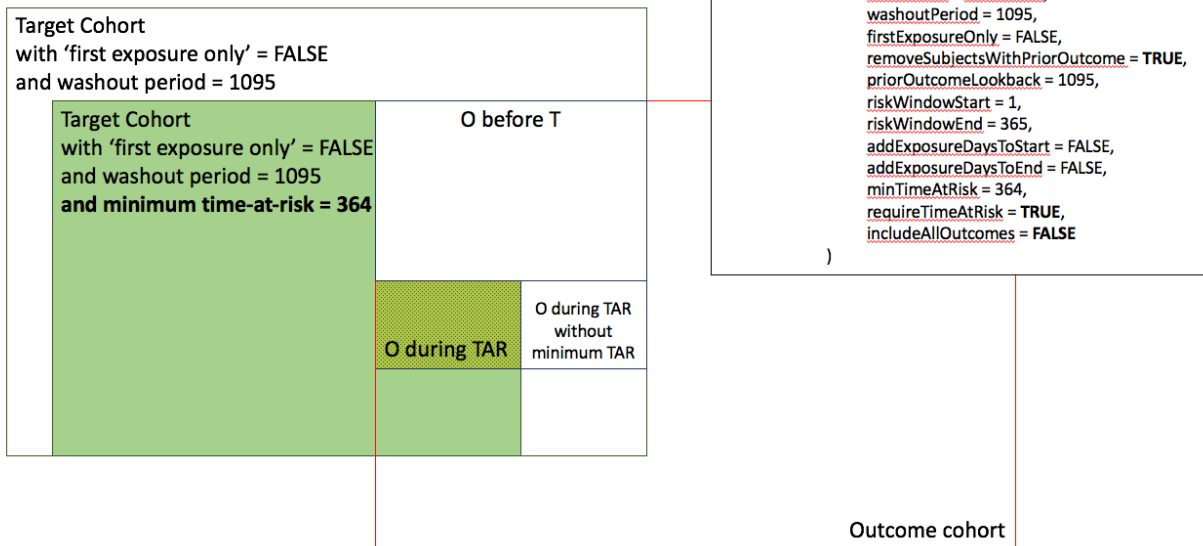 Target Cohort
with ‘first exposure only’ = FALSE
and washout period = 1095
Target Cohort
with ‘first exposure only’ = FALSE
and washout period = 1095
and minimum time-at-risk = 364
O before T
O during TAR
O during TAR
without
minimum TAR
washoutPeriod = 1095,
firstExposureOnly = FALSE,
removeSubjectsWithPriorOutcome = TRUE,
priorOutcomeLookback = 1095,
riskWindowStart = 1,
riskWindowEnd = 365,
addExposureDaysToStart = FALSE,
addExposureDaysToEnd = FALSE,
minTimeAtRisk = 364,
requireTimeAtRisk = TRUE,
includeAllOutcomes = FALSE
)
Outcome cohort